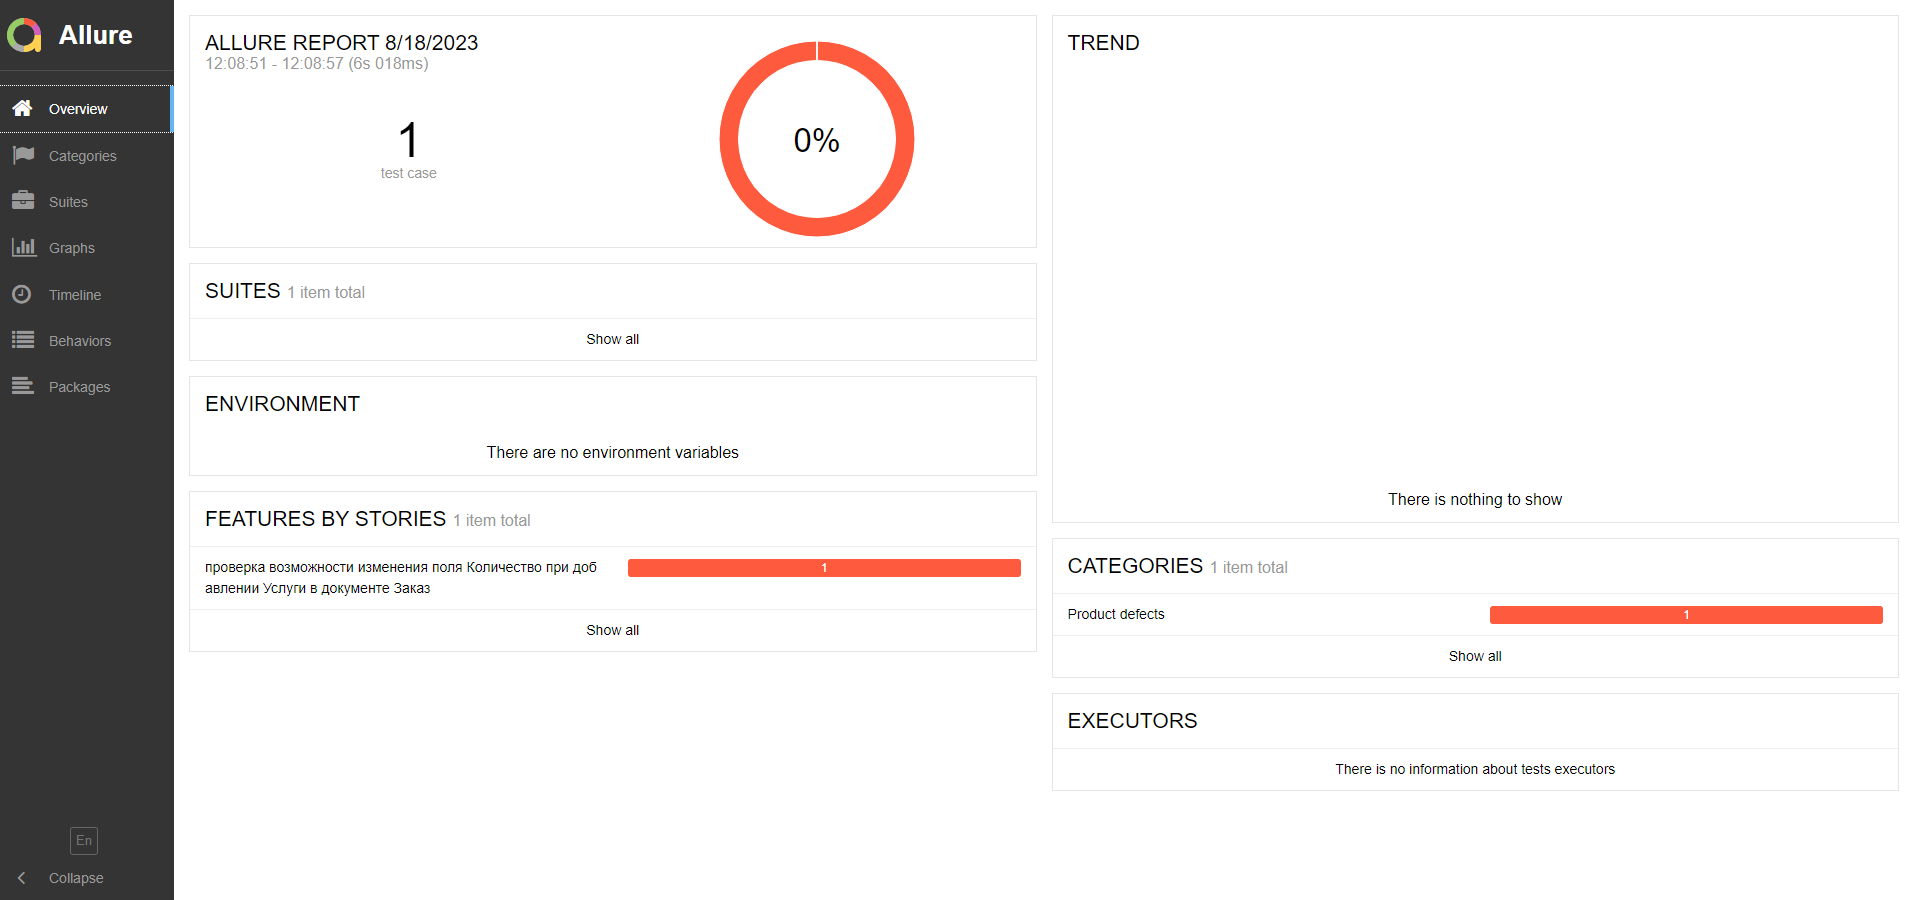 Allure
Overview
Categories
Suites
Graphs
Timeline
Behaviors
Packages
En
Collapse
ALLURE REPORT 8/18/2023
12:08:51 - 12:08:57 (6s 018ms)
1
test case
0%
SUITES 1 item total
Show all
ENVIRONMENT
There are no environment variables
FEATURES BY STORIES 1 item total
проверка возможности изменения поля Количество при доб
авлении Услуги в документе Заказ
1
Show all
TREND
There is nothing to show
CATEGORIES 1 item total
Product defects
1
Show all
EXECUTORS
There is no information about tests executors